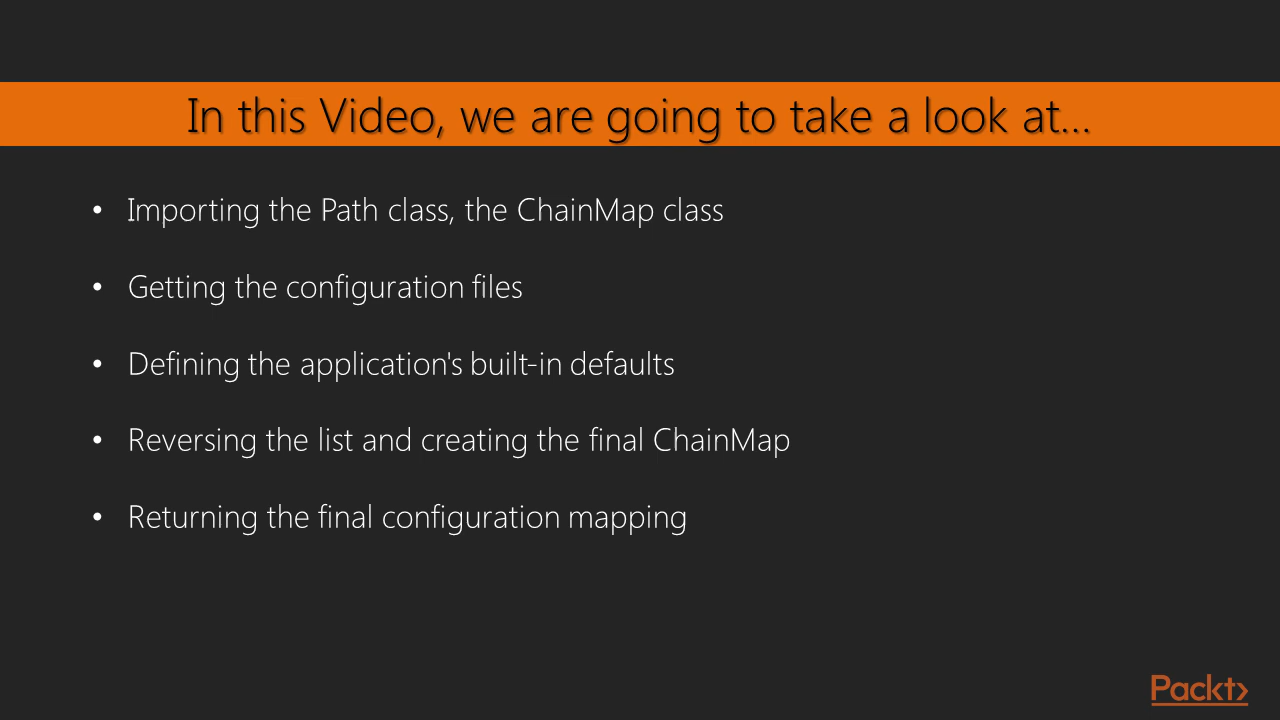 In this Video, we are going to take a look at...
• Importing the Path class, the ChainMap class
• Getting the configuration files
• Defining the application's built-in defaults
• Reversing the list and creating the final ChainMap
• Returning the final configuration mapping
Packt>